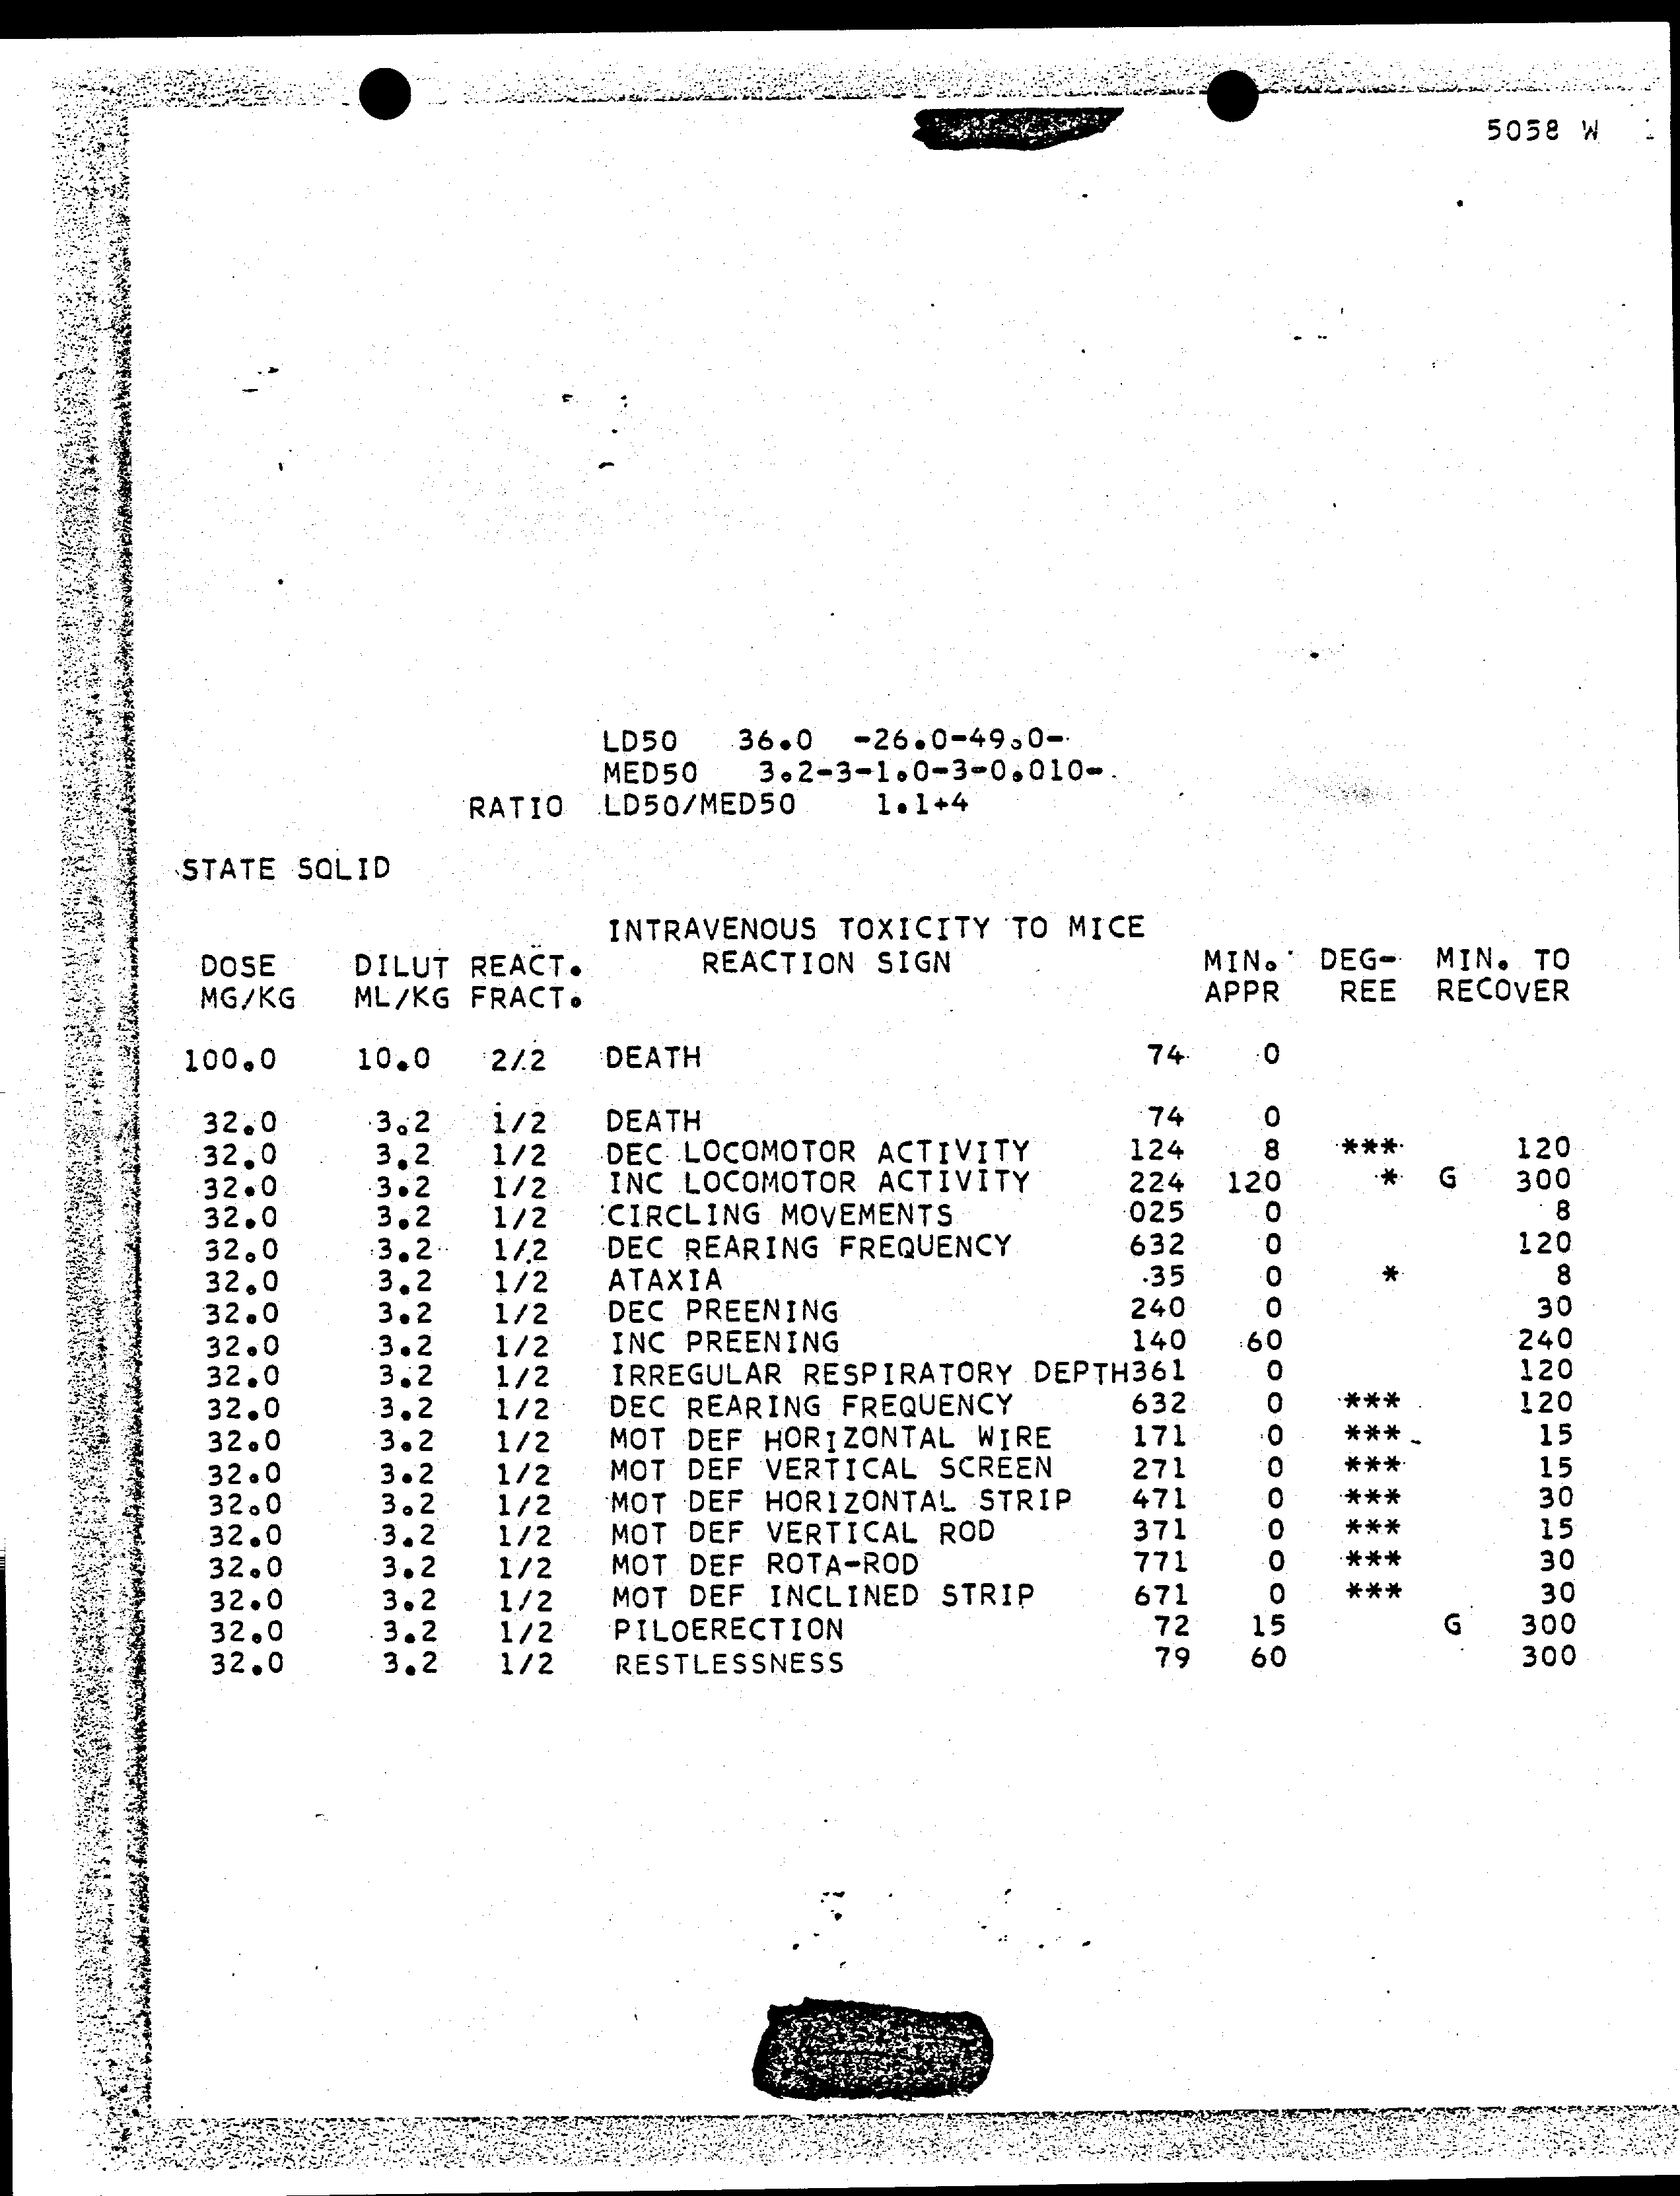 5058 W 1
LD50 36.0 -26.0-49.0-
MED50 3.2-3-1.0-3-0.010-
RATIO LD50/MED50 1.1+4
STATE SOLID
INTRAVENOUS TOXICITY TO MICE
DOSE DILUT REACT. REACTION SIGN MIN. DEG- MIN. TO
MG/KG ML/KG FRACT. APPR REE RECOVER
100.0 10.0 2/2 DEATH 74 0
32.0 3.2 1/2 DEATH 74 0
32.0 3.2 1/2 DEC LOCOMOTOR ACTIVITY 124 8 *** 120
32.0 3.2 1/2 INC LOCOMOTOR ACTIVITY 224 120 * G 300
32.0 3.2 1/2 CIRCLING MOVEMENTS 025 0 8
32.0 3.2 1/2 DEC REARING FREQUENCY 632 0 120
32.0 3.2 1/2 ATAXIA 35 0 * 8
32.0 3.2 1/2 DEC PREENING 240 0 30
32.0 3.2 1/2 INC PREENING 140 60 240
32.0 3.2 1/2 IRREGULAR RESPIRATORY DEPTH361 0 120
32.0 3.2 1/2 DEC REARING FREQUENCY 632 0 *** 120
32.0 3.2 1/2 MOT DEF HORIZONTAL WIRE 171 0 *** 15
32.0 3.2 1/2 MOT DEF VERTICAL SCREEN 271 0 *** 15
32.0 3.2 1/2 MOT DEF HORIZONTAL STRIP 471 0 *** 30
32.0 3.2 1/2 MOT DEF VERTICAL ROD 371 0 *** 15
32.0 3.2 1/2 MOT DEF ROTA-ROD 771 0 *** 30
32.0 3.2 1/2 MOT DEF INCLINED STRIP 671 0 *** 30
32.0 3.2 1/2 PILOERECTION 72 15 G 300
32.0 3.2 1/2 RESTLESSNESS 79 60 300